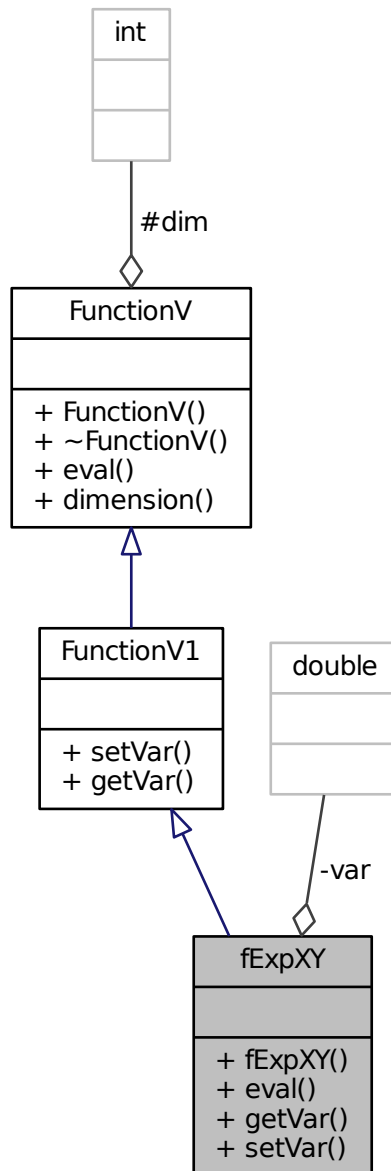 int
#dim
FunctionV
+ FunctionV()
+ ~FunctionV()
+ eval()
+ dimension()
FunctionV1
+ setVar()
+ getVar()
double
-var
fExpXY
+ fExpXY()
+ eval()
+ getVar()
+ setVar()